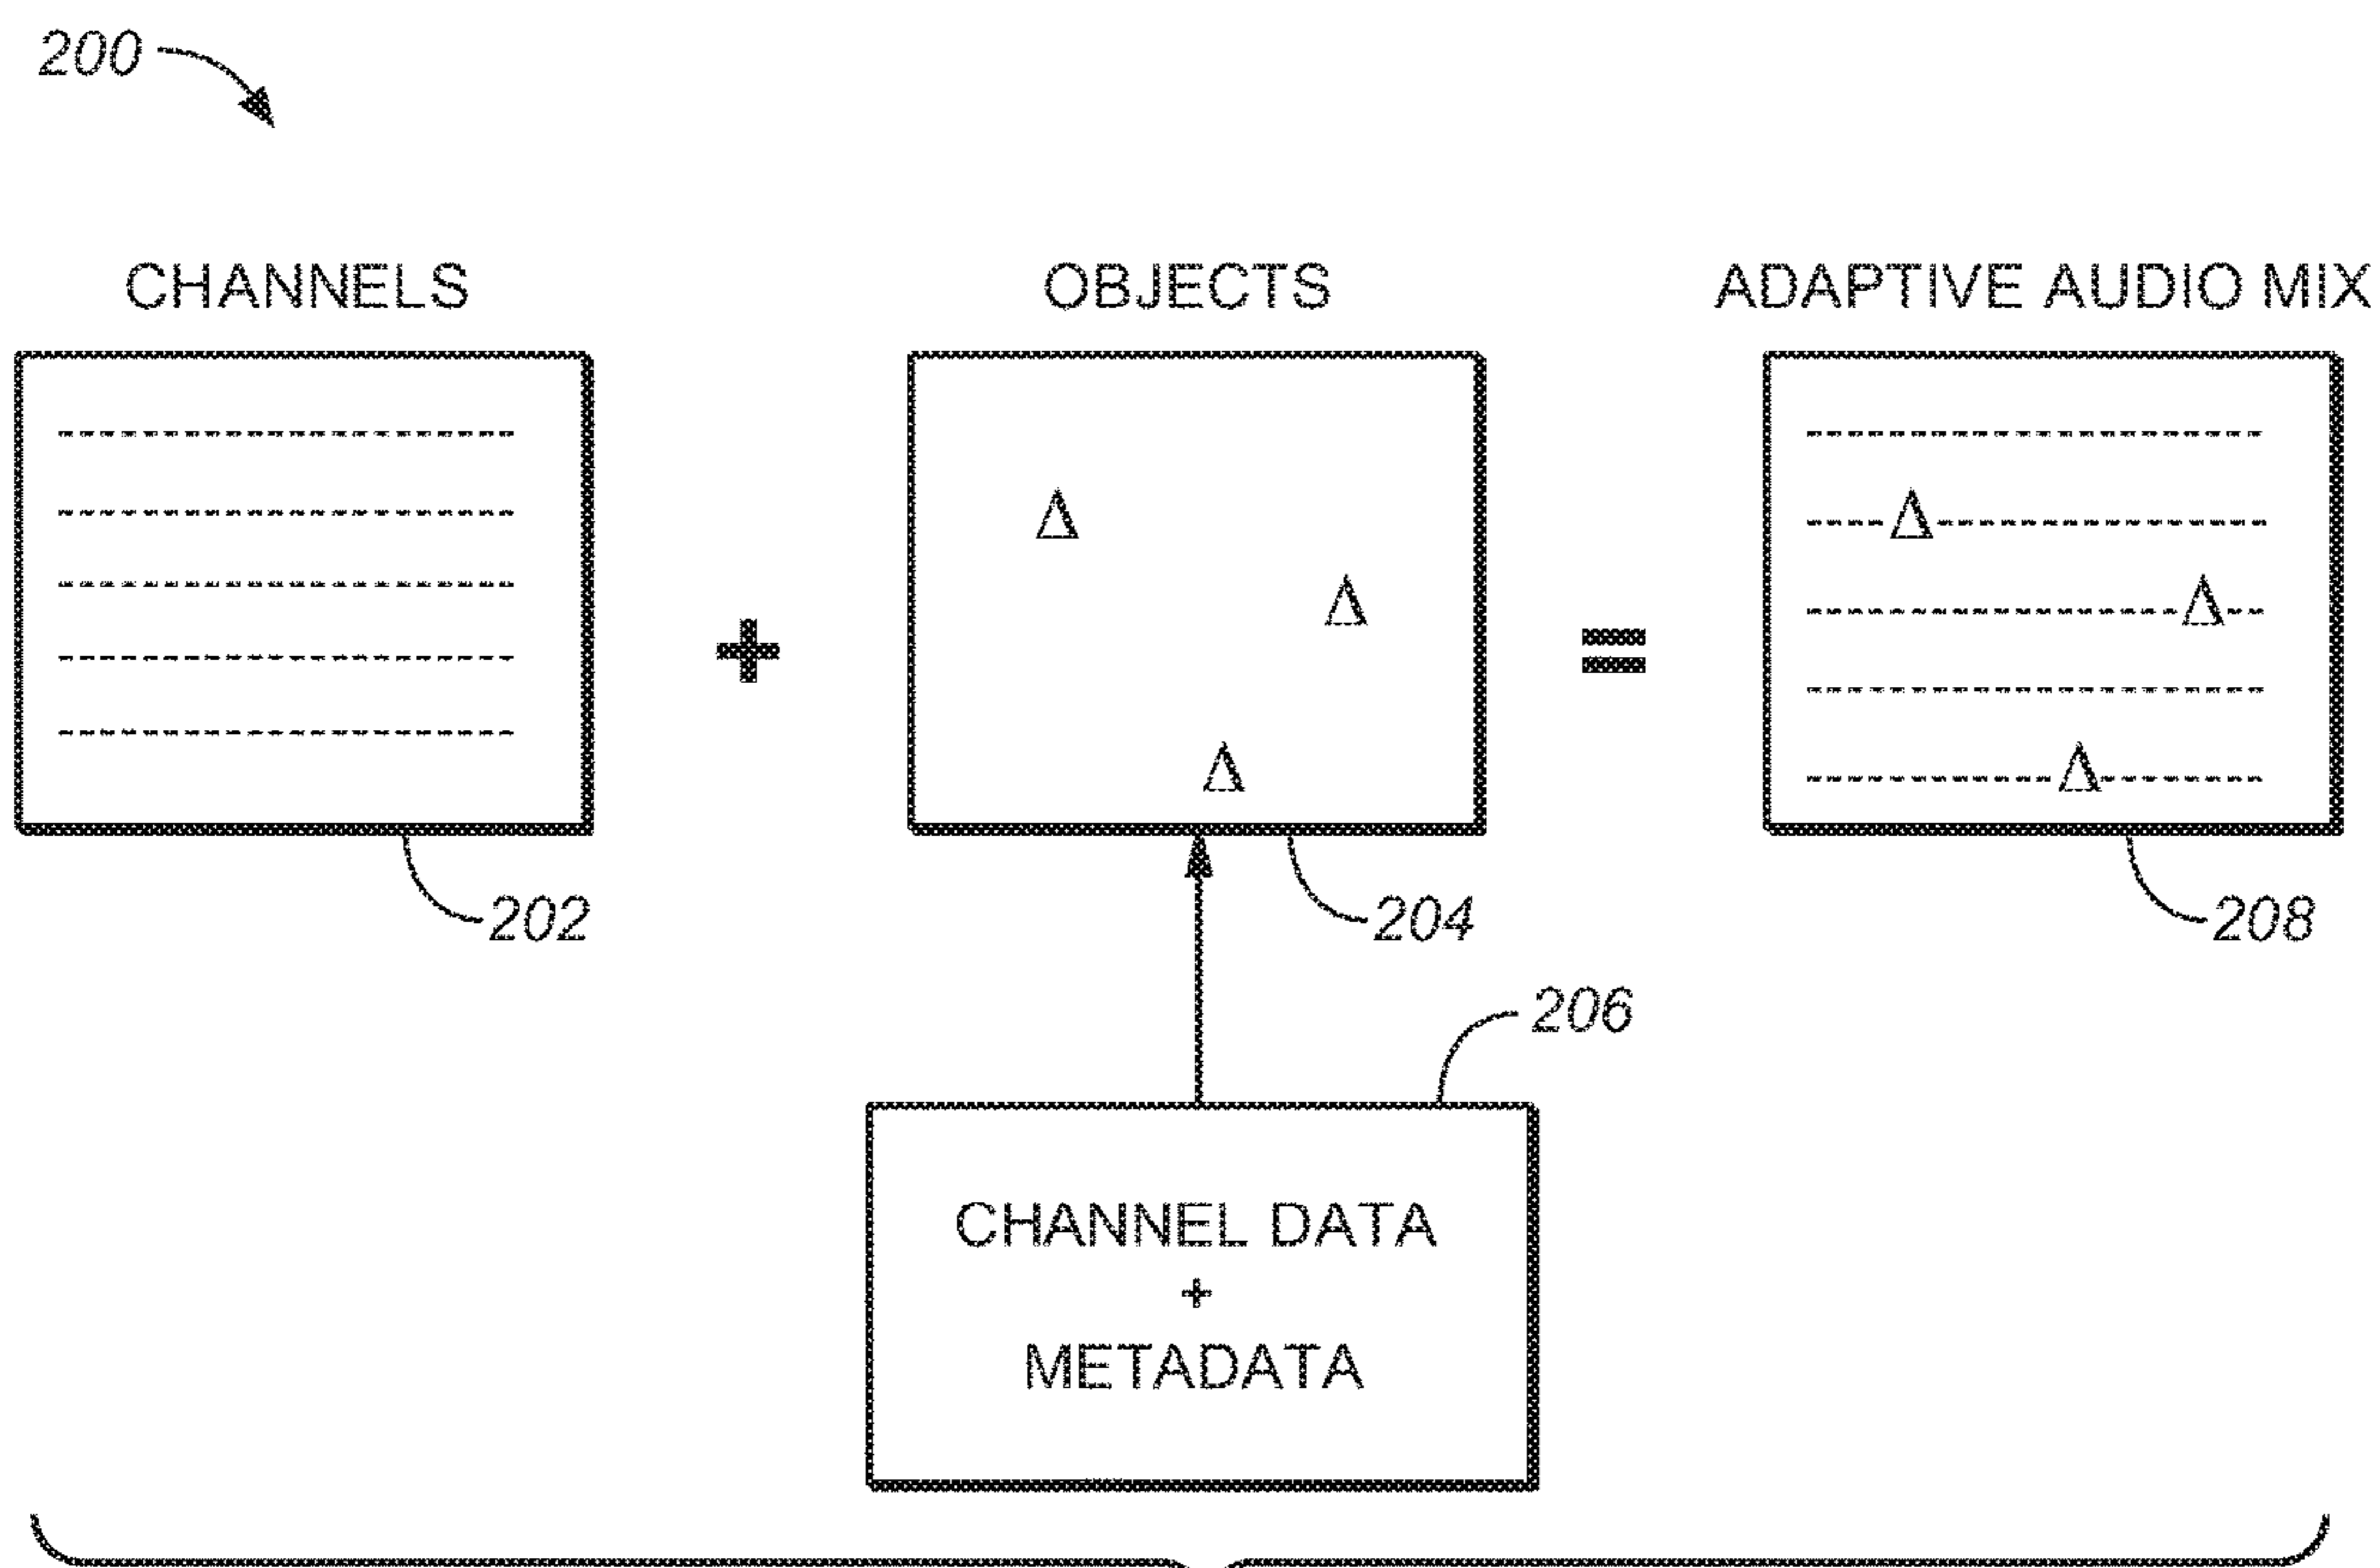 200
CHANNELS OBJECTS ADAPTIVE AUDIO MIX
+ =
202 204 208
206
CHANNEL DATA
+
METADATA